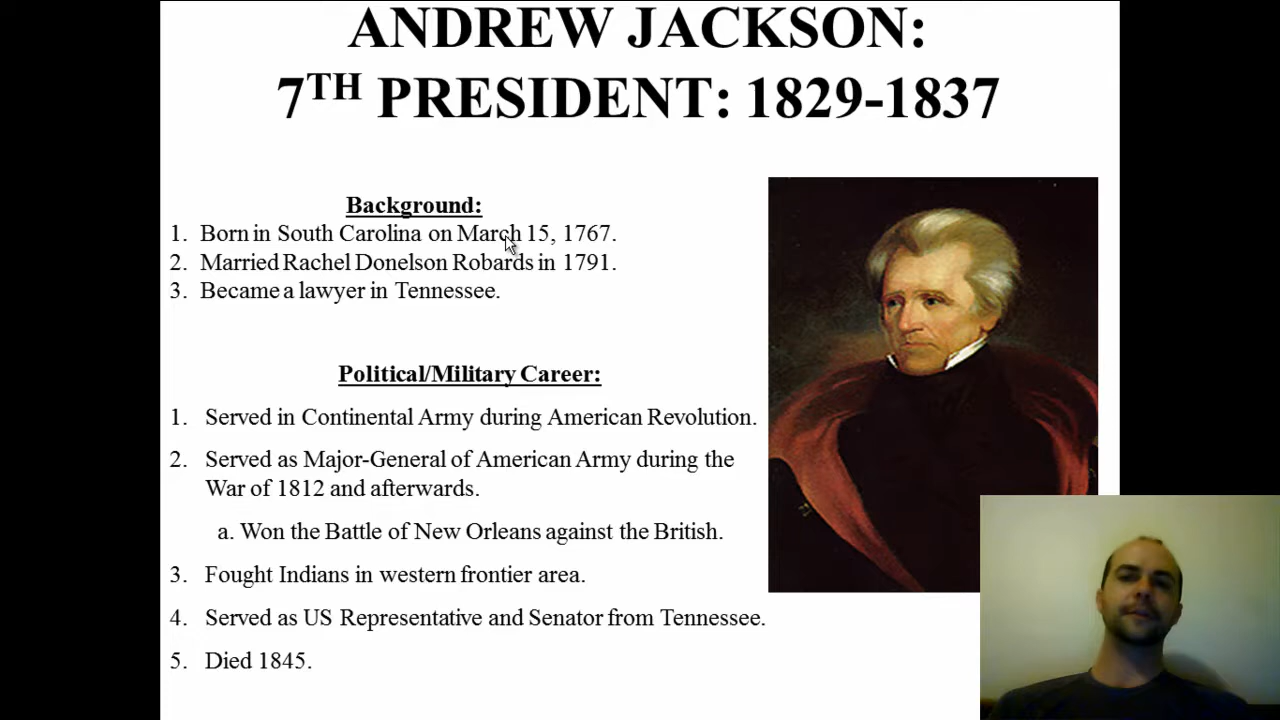 ANDREW JACKSON:
7TH PRESIDENT: 1829-1837
Background:
1. Born in South Carolina on March 15, 1767.
2. Married Rachel Donelson Robards in 1791.
3. Became a lawyer in Tennessee.
Political/Military Career:
1. Served in Continental Army during American Revolution.
2. Served as Major-General of American Army during the
War of 1812 and afterwards.
a. Won the Battle of New Orleans against the British.
3. Fought Indians in western frontier area.
4. Served as US Representative and Senator from Tennessee.
5. Died 1845.